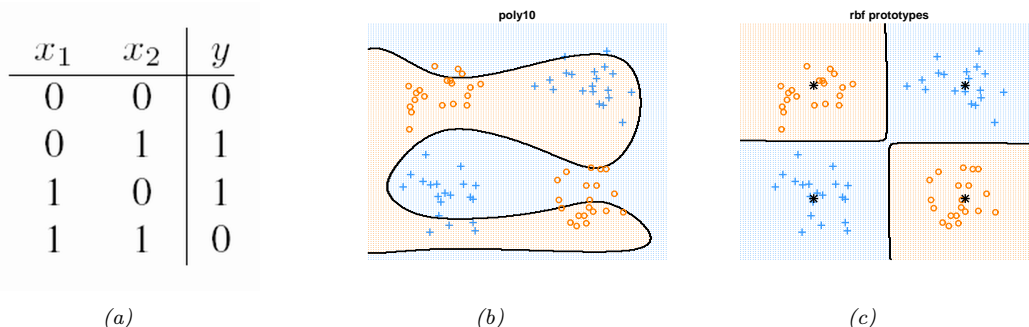 x1 x2 y
0 0 0
0 1 1
1 0 1
1 1 0
(a)
poly10
(b)
rbf prototypes
(c)